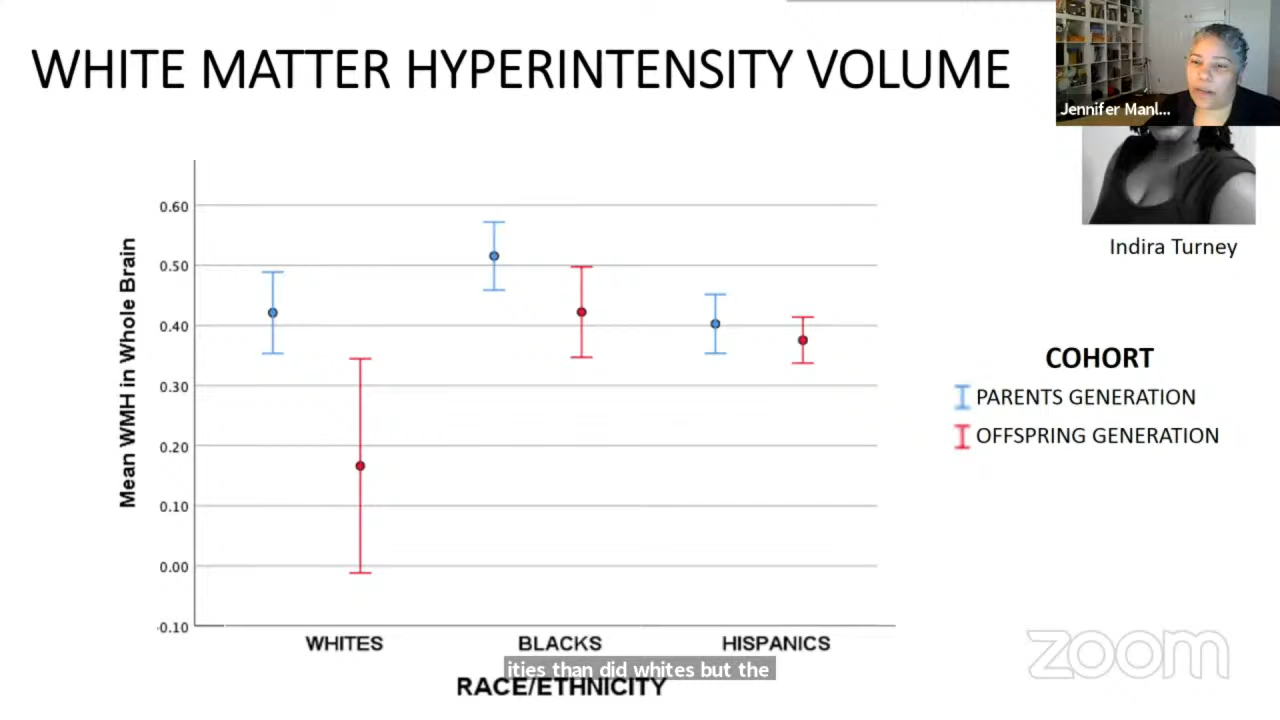 WHITE MATTER HYPERINTENSITY VOLUME
Jennifer Manl...
Indira Turney
Mean WMH in Whole Brain
0.60
0.50
0.40
0.30
0.20
0.10
0.00
-0.10
WHITES
BLACKS
HISPANICS
RACE/ETHNICITY
COHORT
PARENTS GENERATION
OFFSPRING GENERATION
ities than did whites but the
zoom